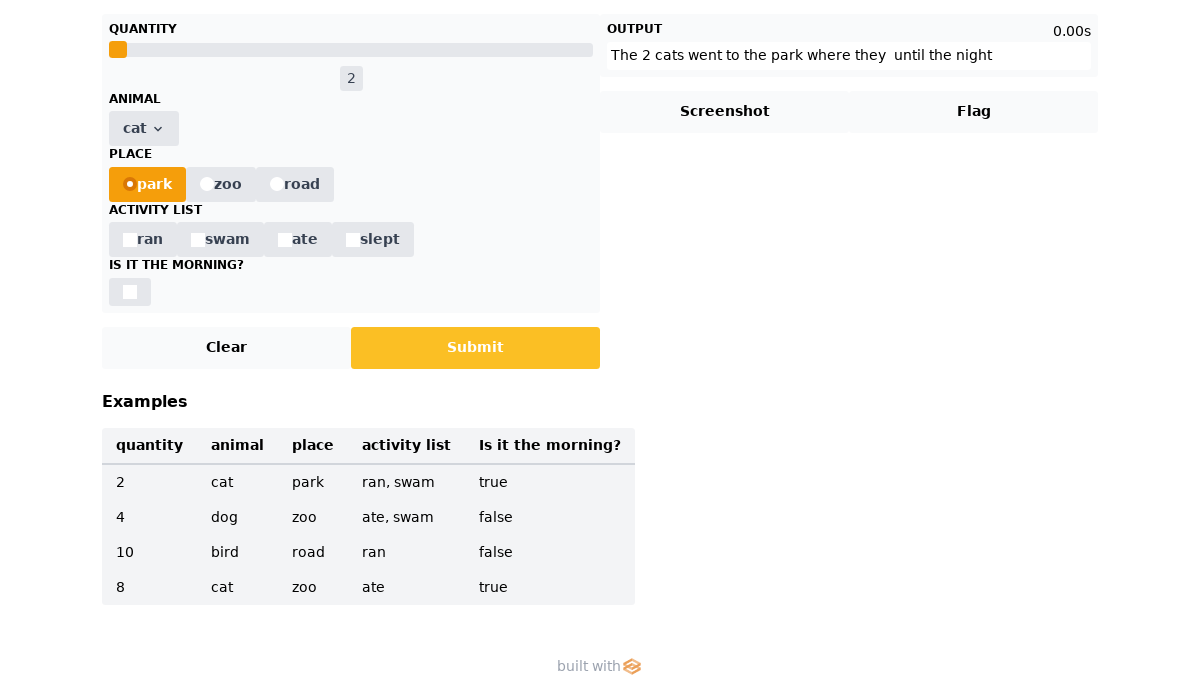 QUANTITY
2
ANIMAL
cat
PLACE
park zoo road
ACTIVITY LIST
ran swam ate slept
IS IT THE MORNING?
Clear Submit
OUTPUT 0.00s
The 2 cats went to the park where they  until the night
Screenshot Flag
Examples
quantity animal place activity list Is it the morning?
2 cat park ran, swam true
4 dog zoo ate, swam false
10 bird road ran false
8 cat zoo ate true
built with